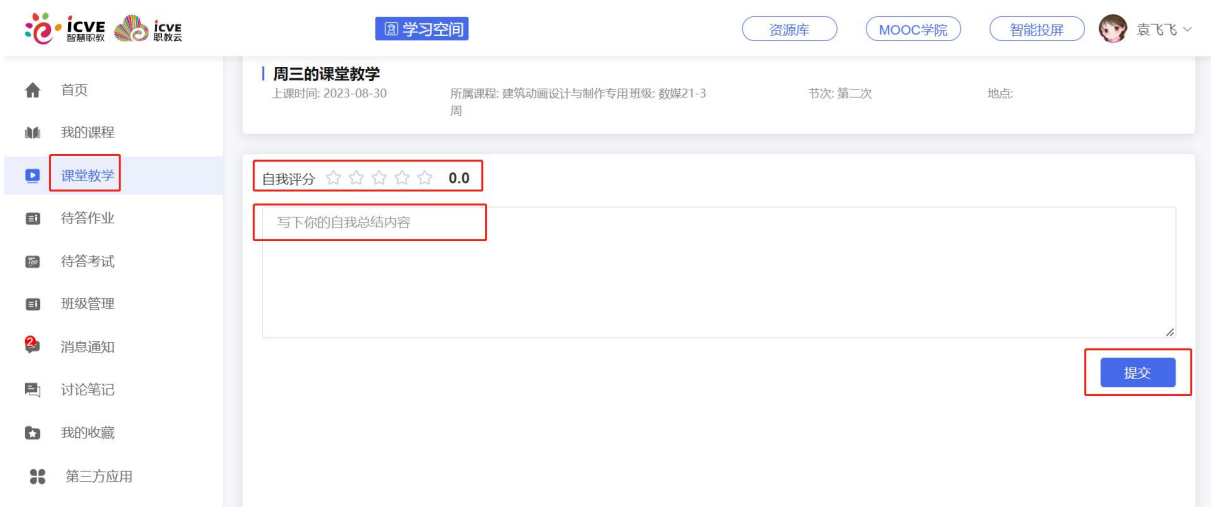 icve 智慧职教 icve 职教云 学习空间 资源库 MOOC学院 智能投屏 袁飞飞
首页
我的课程
课堂教学
待答作业
待答考试
班级管理
2 消息通知
讨论笔记
我的收藏
第三方应用
周三的课堂教学
上课时间: 2023-08-30 所属课程: 建筑动画设计与制作专用班级: 数媒21-3 节次: 第二次 地点:
周
自我评分 0.0
写下你的自我总结内容
提交